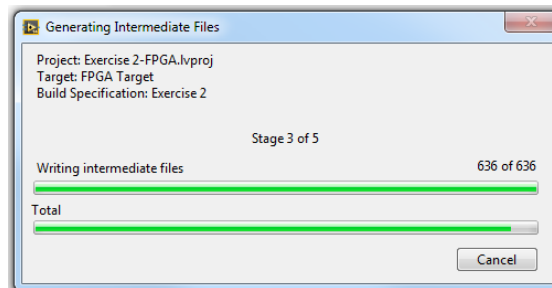 Generating Intermediate Files
Project: Exercise 2-FPGA.lvproj
Target: FPGA Target
Build Specification: Exercise 2
Stage 3 of 5
Writing intermediate files 636 of 636
Total
Cancel